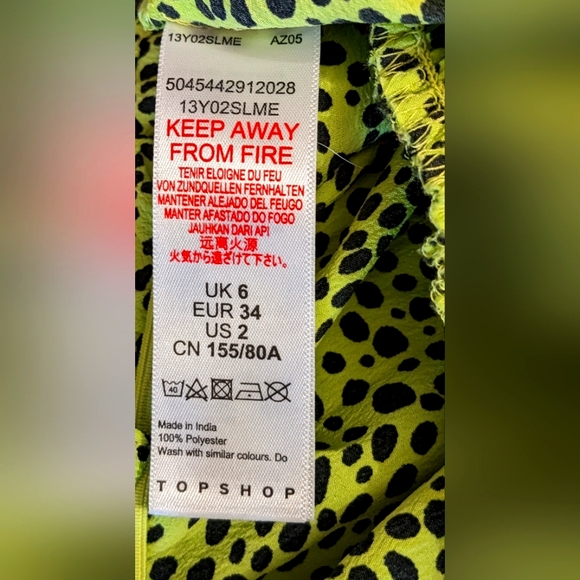 13Y02SLME AZ05
5045442912028
13Y02SLME
KEEP AWAY
FROM FIRE
TENIR ELOIGNE DU FEU
VON ZUNDQUELLEN FERNHALTEN
MANTENER ALEJADO DEL FEUGO
MANTER AFASTADO DO FOGO
JAUHKAN DARI API
远离火源
火気から遠ざけて下さい。
UK 6
EUR 34
US 2
CN 155/80A
40
Made in India
100% Polyester
Wash with similar colours. Do
TOPSHOP